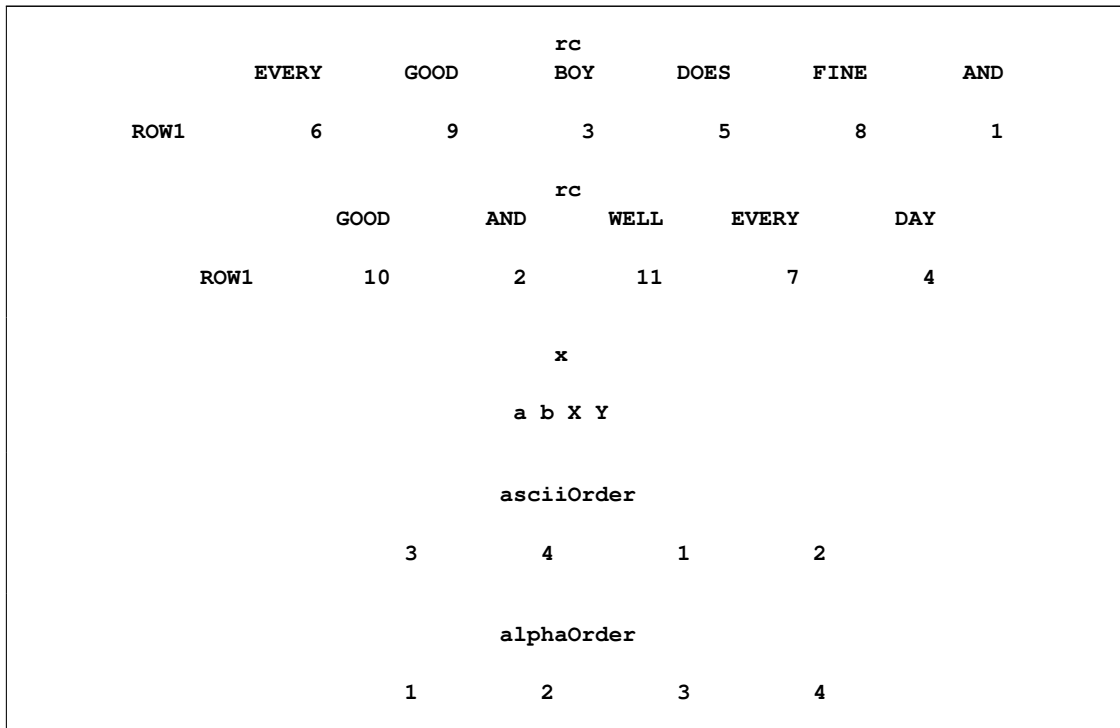 rc
EVERY GOOD BOY DOES FINE AND
ROW1 6 9 3 5 8 1
rc
GOOD AND WELL EVERY DAY
ROW1 10 2 11 7 4
x
a b X Y
asciiOrder
3 4 1 2
alphaOrder
1 2 3 4